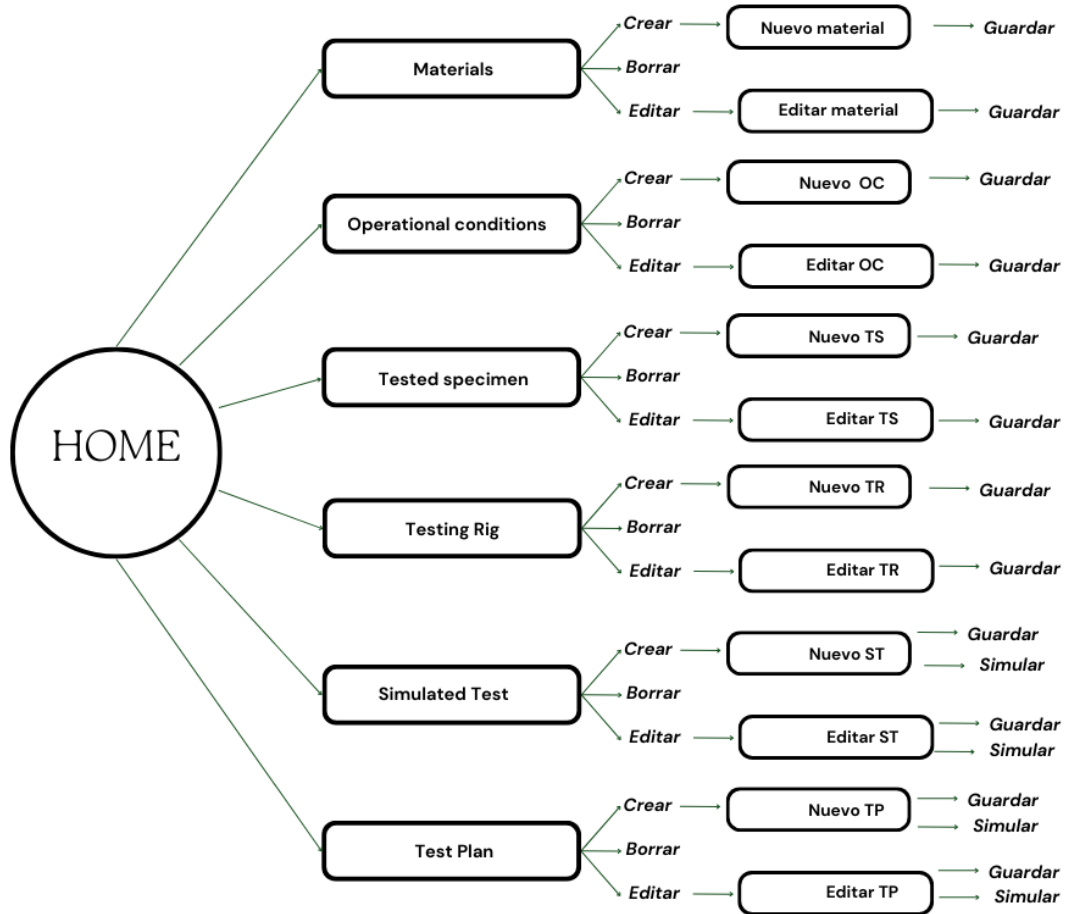 HOME
Materials
Crear
Nuevo material
Guardar
Borrar
Editar
Editar material
Guardar
Operational conditions
Crear
Nuevo OC
Guardar
Borrar
Editar
Editar OC
Guardar
Tested specimen
Crear
Nuevo TS
Guardar
Borrar
Editar
Editar TS
Guardar
Testing Rig
Crear
Nuevo TR
Guardar
Borrar
Editar
Editar TR
Guardar
Simulated Test
Crear
Nuevo ST
Guardar
Simular
Borrar
Editar
Editar ST
Guardar
Simular
Test Plan
Crear
Nuevo TP
Guardar
Simular
Borrar
Editar
Editar TP
Guardar
Simular